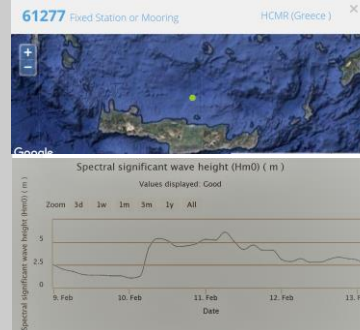 61277 Fixed Station or Mooring HCMR (Greece ) ×
+
−
Google
Spectral significant wave height (Hm0) ( m )
Values displayed: Good
Zoom 3d 1w 1m 3m 1y All
Spectral significant wave height (Hm0) ( m )
5
2.5
0
9. Feb 10. Feb 11. Feb 12. Feb 13. F
Date